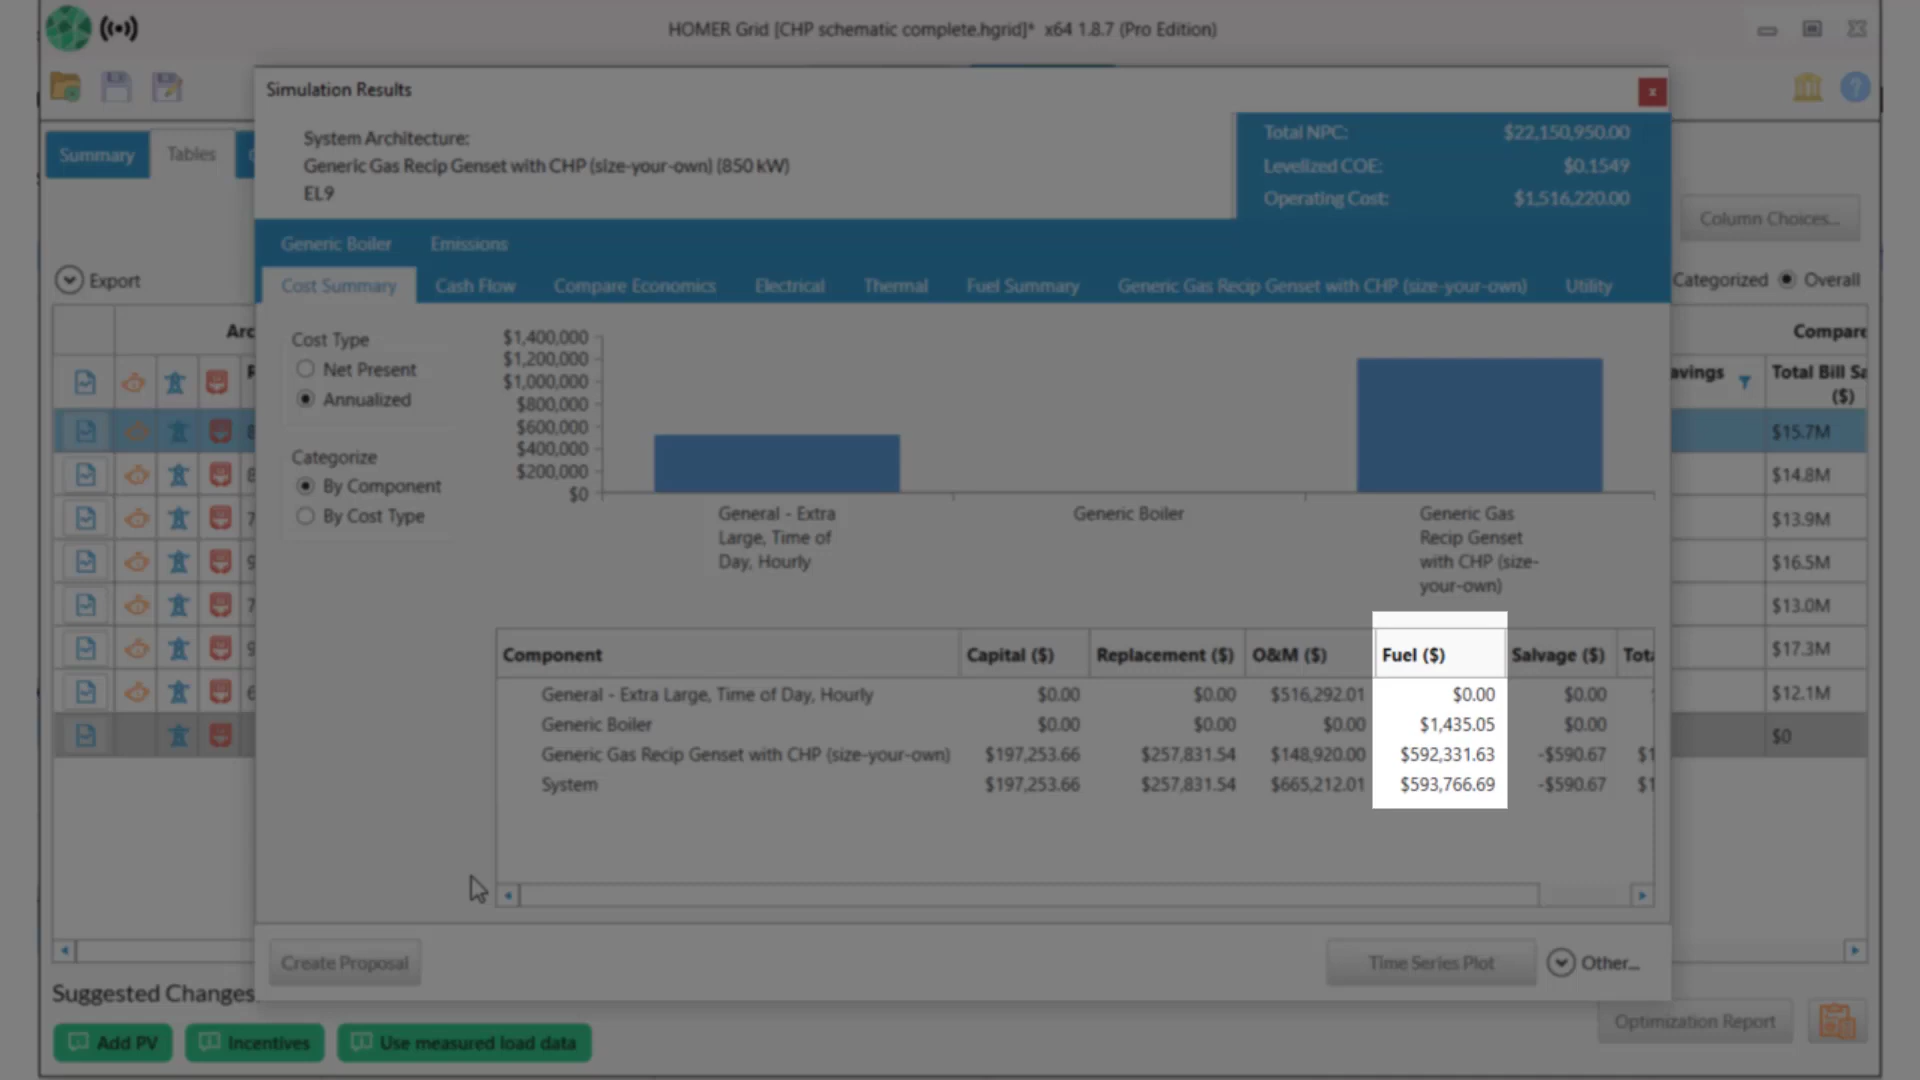 HOMER Grid [CHP schematic complete.hgrid]* x64 1.8.7 (Pro Edition)
Simulation Results
x
System Architecture:
Generic Gas Recip Genset with CHP (size-your-own) (850 kW)
EL9
Total NPC: $22,150,950.00
Levelized COE: $0.1549
Operating Cost: $1,516,220.00
Summary
Tables
Column Choices...
Generic Boiler Emissions
Cost Summary Cash Flow Compare Economics Electrical Thermal Fuel Summary Generic Gas Recip Genset with CHP (size-your-own) Utility
Export
Categorized Overall
Cost Type
Net Present
Annualized
Categorize
By Component
By Cost Type
$1,400,000
$1,200,000
$1,000,000
$800,000
$600,000
$400,000
$200,000
$0
General - Extra
Large, Time of
Day, Hourly
Generic Boiler
Generic Gas
Recip Genset
with CHP (size-
your-own)
Arc
Compare
Total Bill Sa
($)
$15.7M
$14.8M
$13.9M
$16.5M
$13.0M
$17.3M
$12.1M
$0
Component Capital ($) Replacement ($) O&M ($) Fuel ($) Salvage ($) Tota
General - Extra Large, Time of Day, Hourly $0.00 $0.00 $516,292.01 $0.00 $0.00
Generic Boiler $0.00 $0.00 $0.00 $1,435.05 $0.00
Generic Gas Recip Genset with CHP (size-your-own) $197,253.66 $257,831.54 $148,920.00 $592,331.63 -$590.67 $1
System $197,253.66 $257,831.54 $665,212.01 $593,766.69 -$590.67 $1
Create Proposal
Time Series Plot
Other...
Suggested Changes
Add PV
Incentives
Use measured load data
Optimization Report